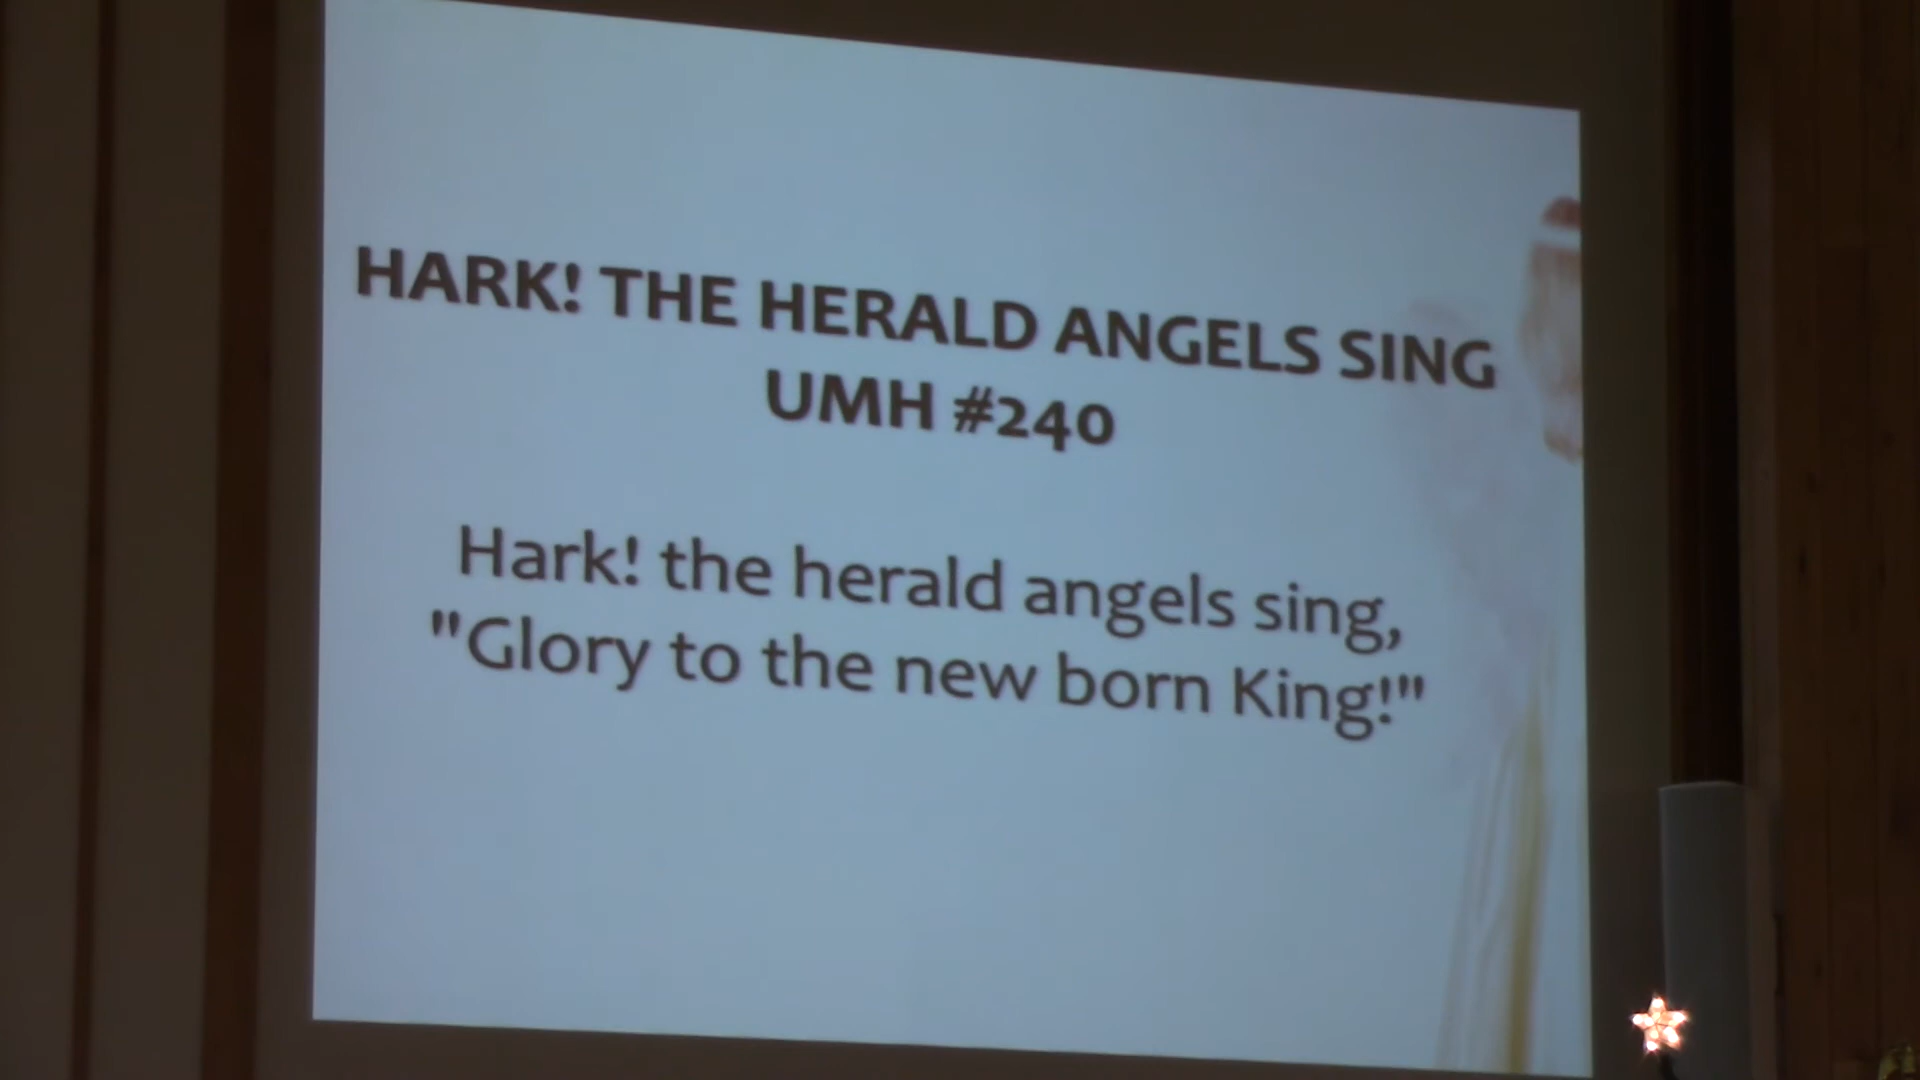 HARK! THE HERALD ANGELS SING
UMH #240
Hark! the herald angels sing,
"Glory to the new born King!"